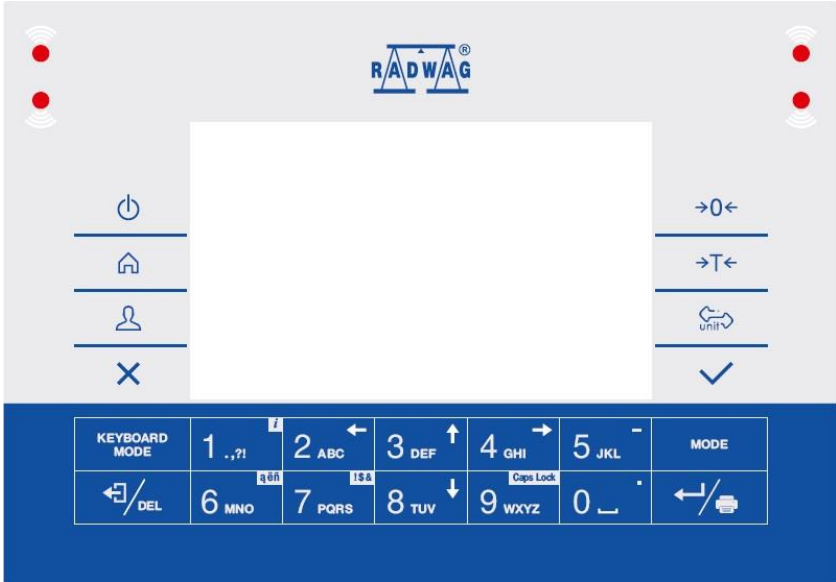 RADWAG®
→0←
→T←
unit
KEYBOARD MODE
1 .,?! i
2 ABC ←
3 DEF ↑
4 GHI →
5 JKL -
MODE
DEL
6 MNO ąëñ
7 PQRS !$&
8 TUV ↓
9 WXYZ Caps Lock
0 .